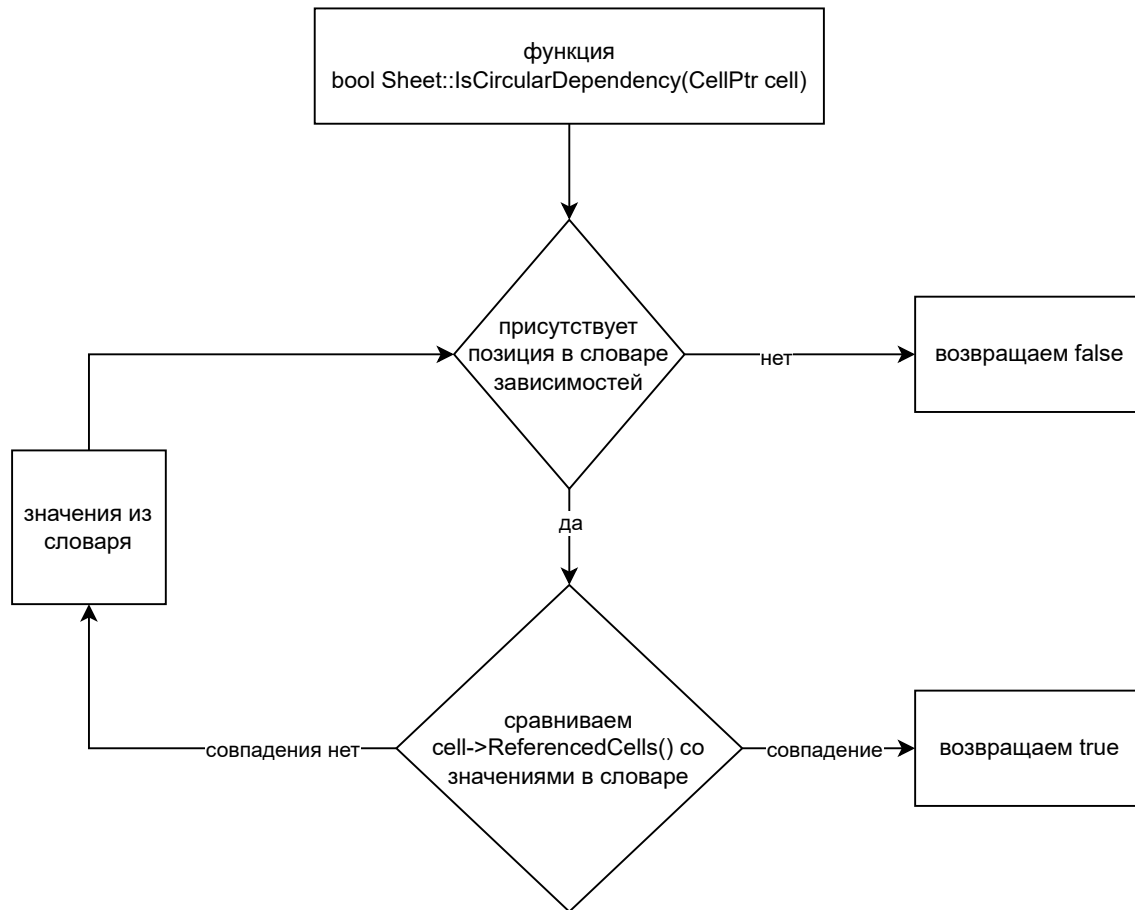 функция
bool Sheet::IsCircularDependency(CellPtr cell)
присутствует
позиция в словаре
зависимостей
нет
возвращаем false
значения из
словаря
да
совпадения нет
сравниваем
cell->ReferencedCells() со
значениями в словаре
совпадение
возвращаем true